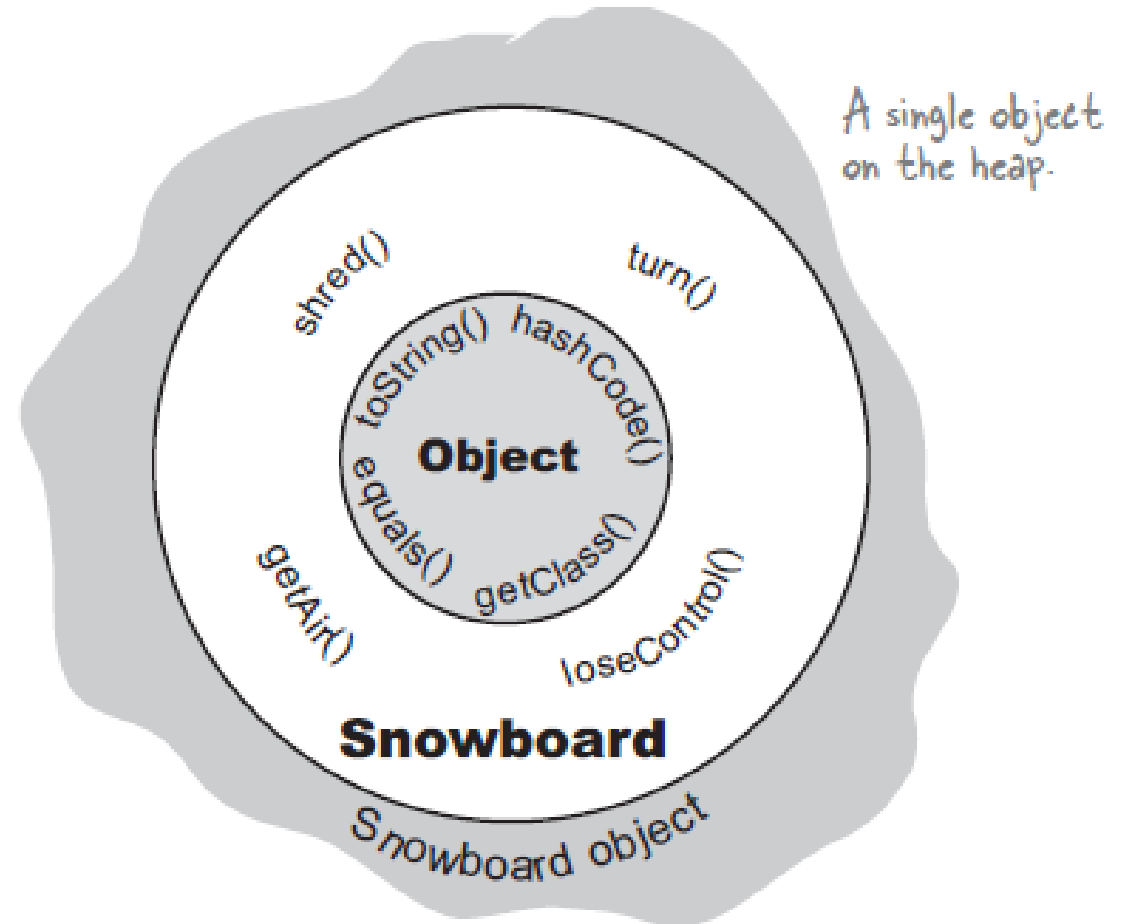 A single object
on the heap.
shred()
turn()
toString()
hashCode()
Object
equals()
getClass()
getAir()
loseControl()
Snowboard
Snowboard object